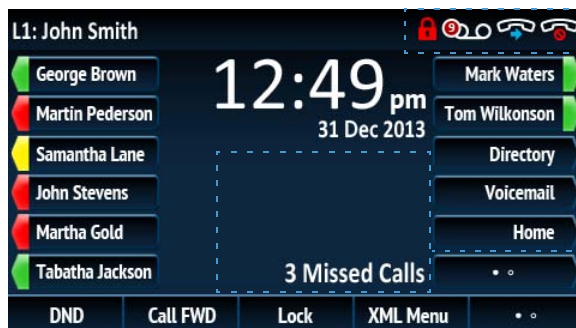 L1: John Smith
9
George Brown
Martin Pederson
Samantha Lane
John Stevens
Martha Gold
Tabatha Jackson
12:49 pm
31 Dec 2013
3 Missed Calls
Mark Waters
Tom Wilkonson
Directory
Voicemail
Home
DND
Call FWD
Lock
XML Menu